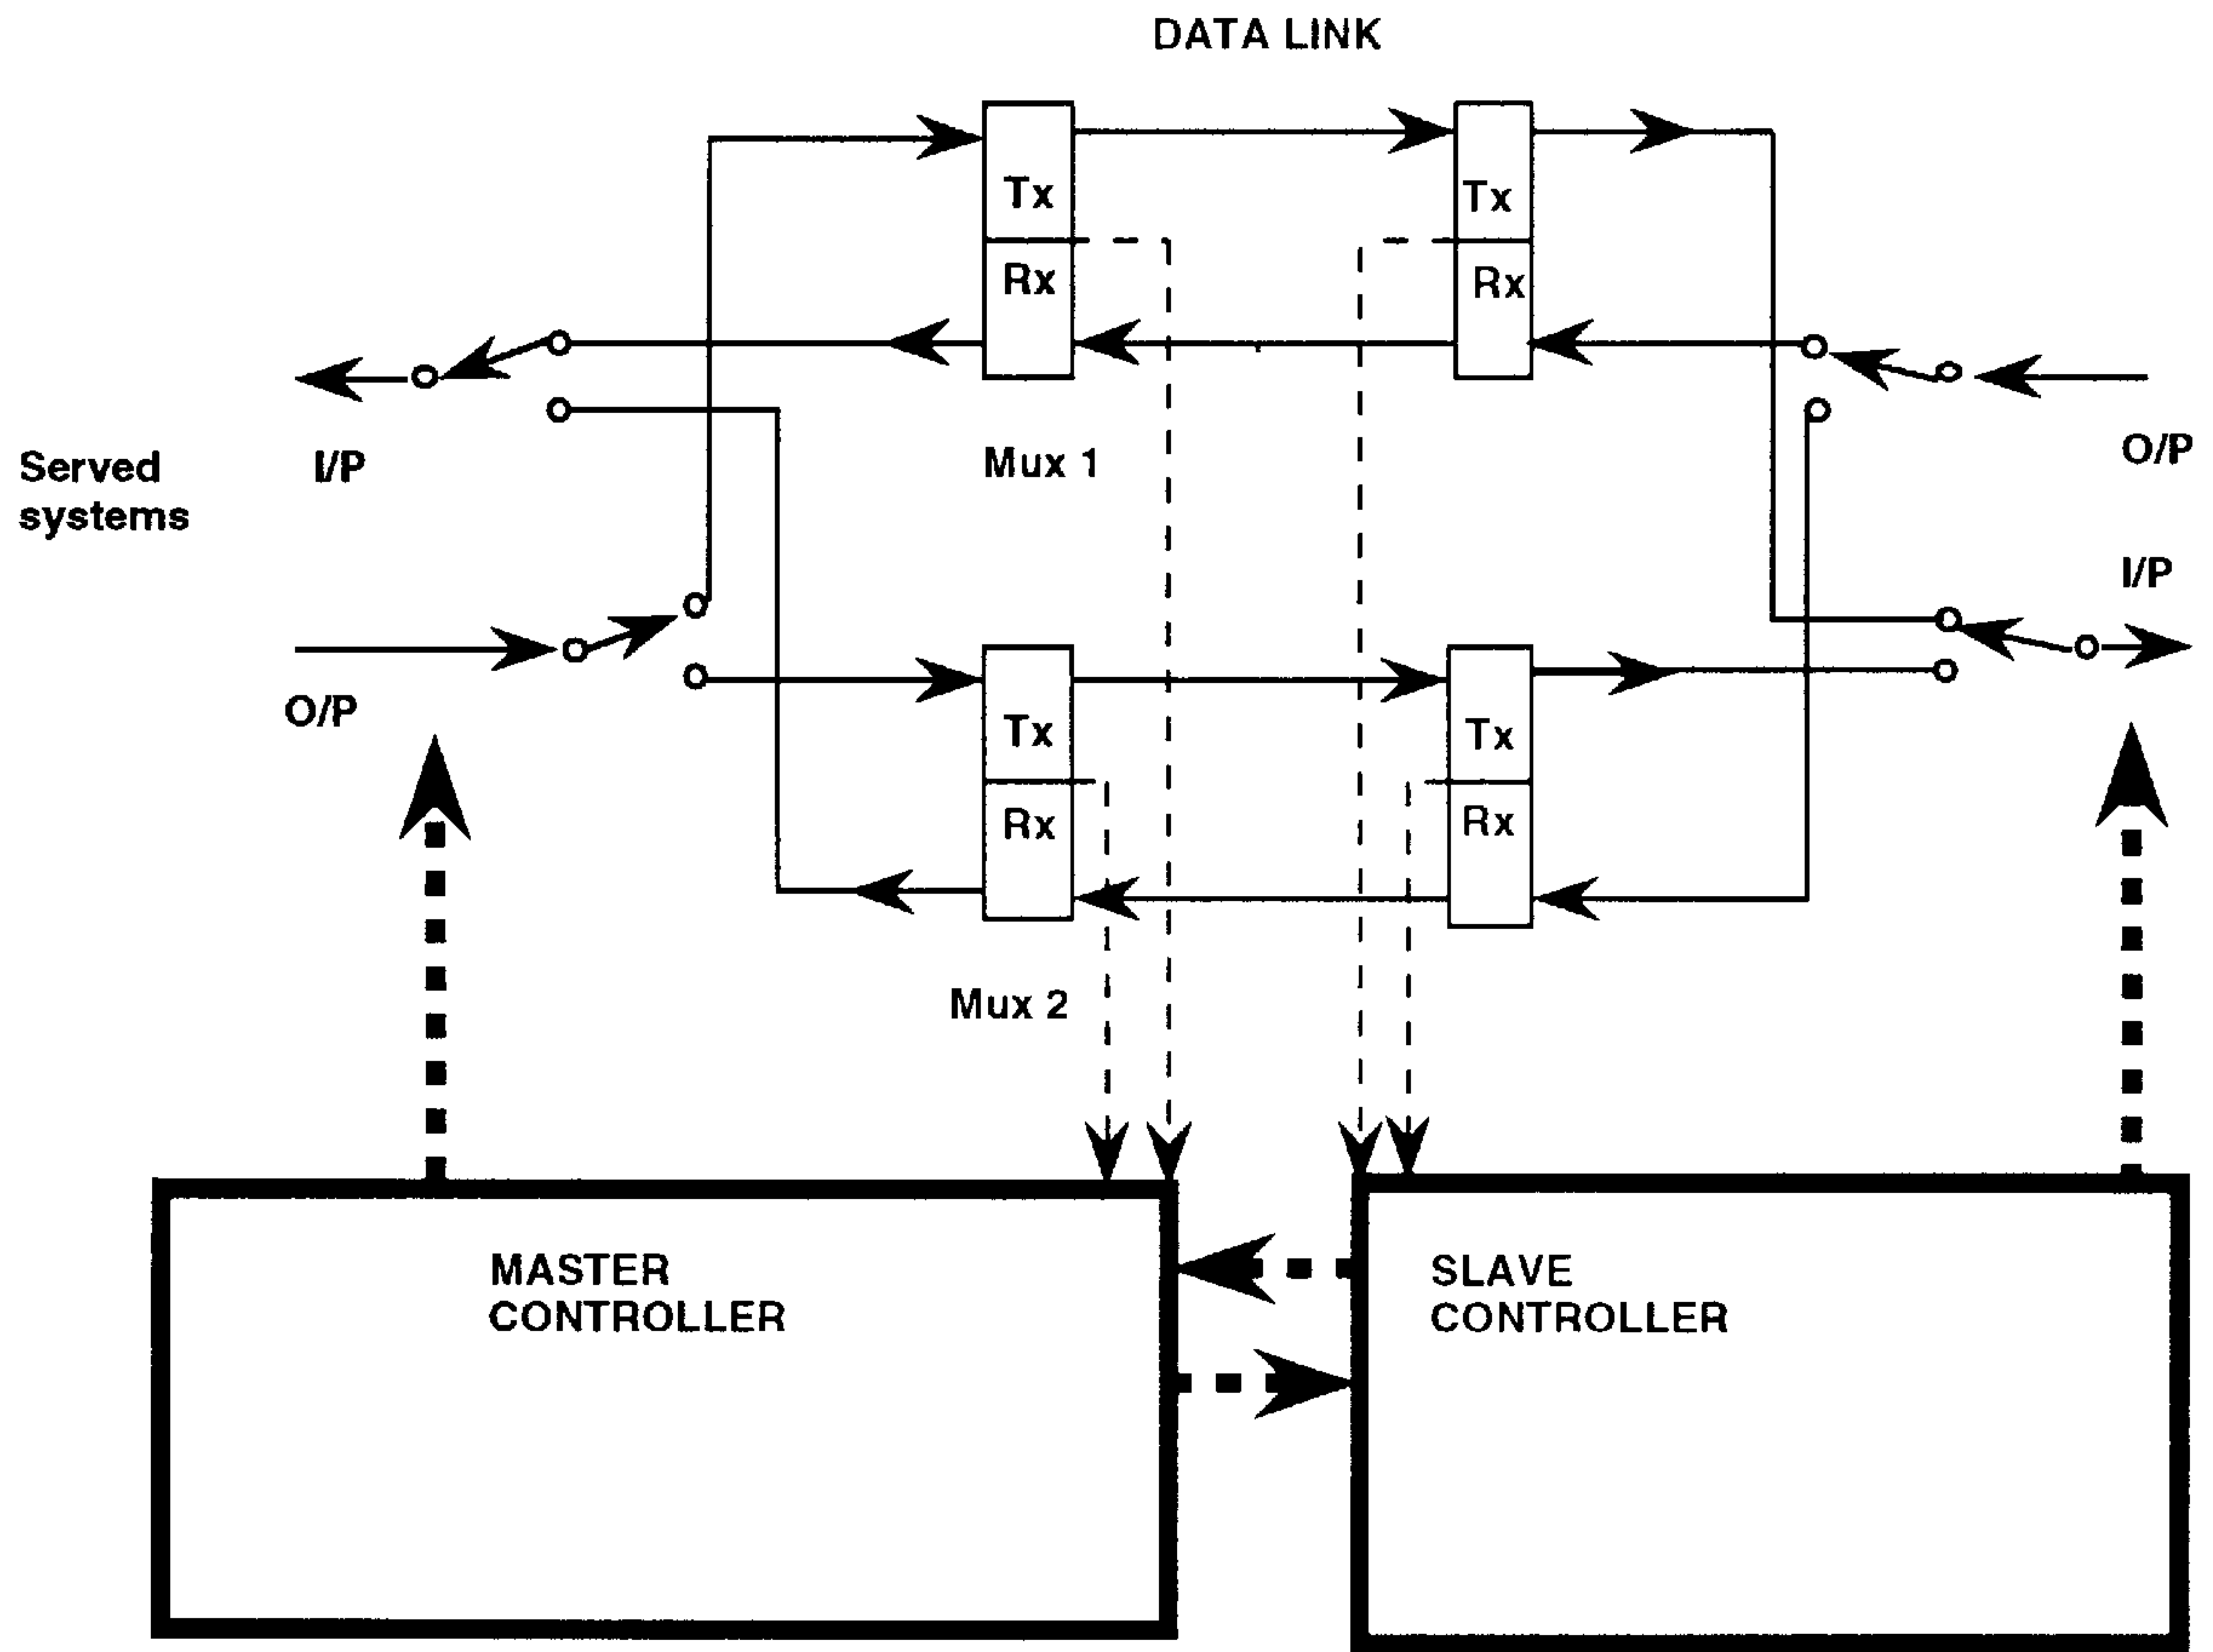 DATA LINK
Tx
Tx
Rx
Rx
Mux 1
Served
systems
I/P
O/P
I/P
O/P
Tx
Tx
Rx
Rx
Mux 2
MASTER
CONTROLLER
SLAVE
CONTROLLER